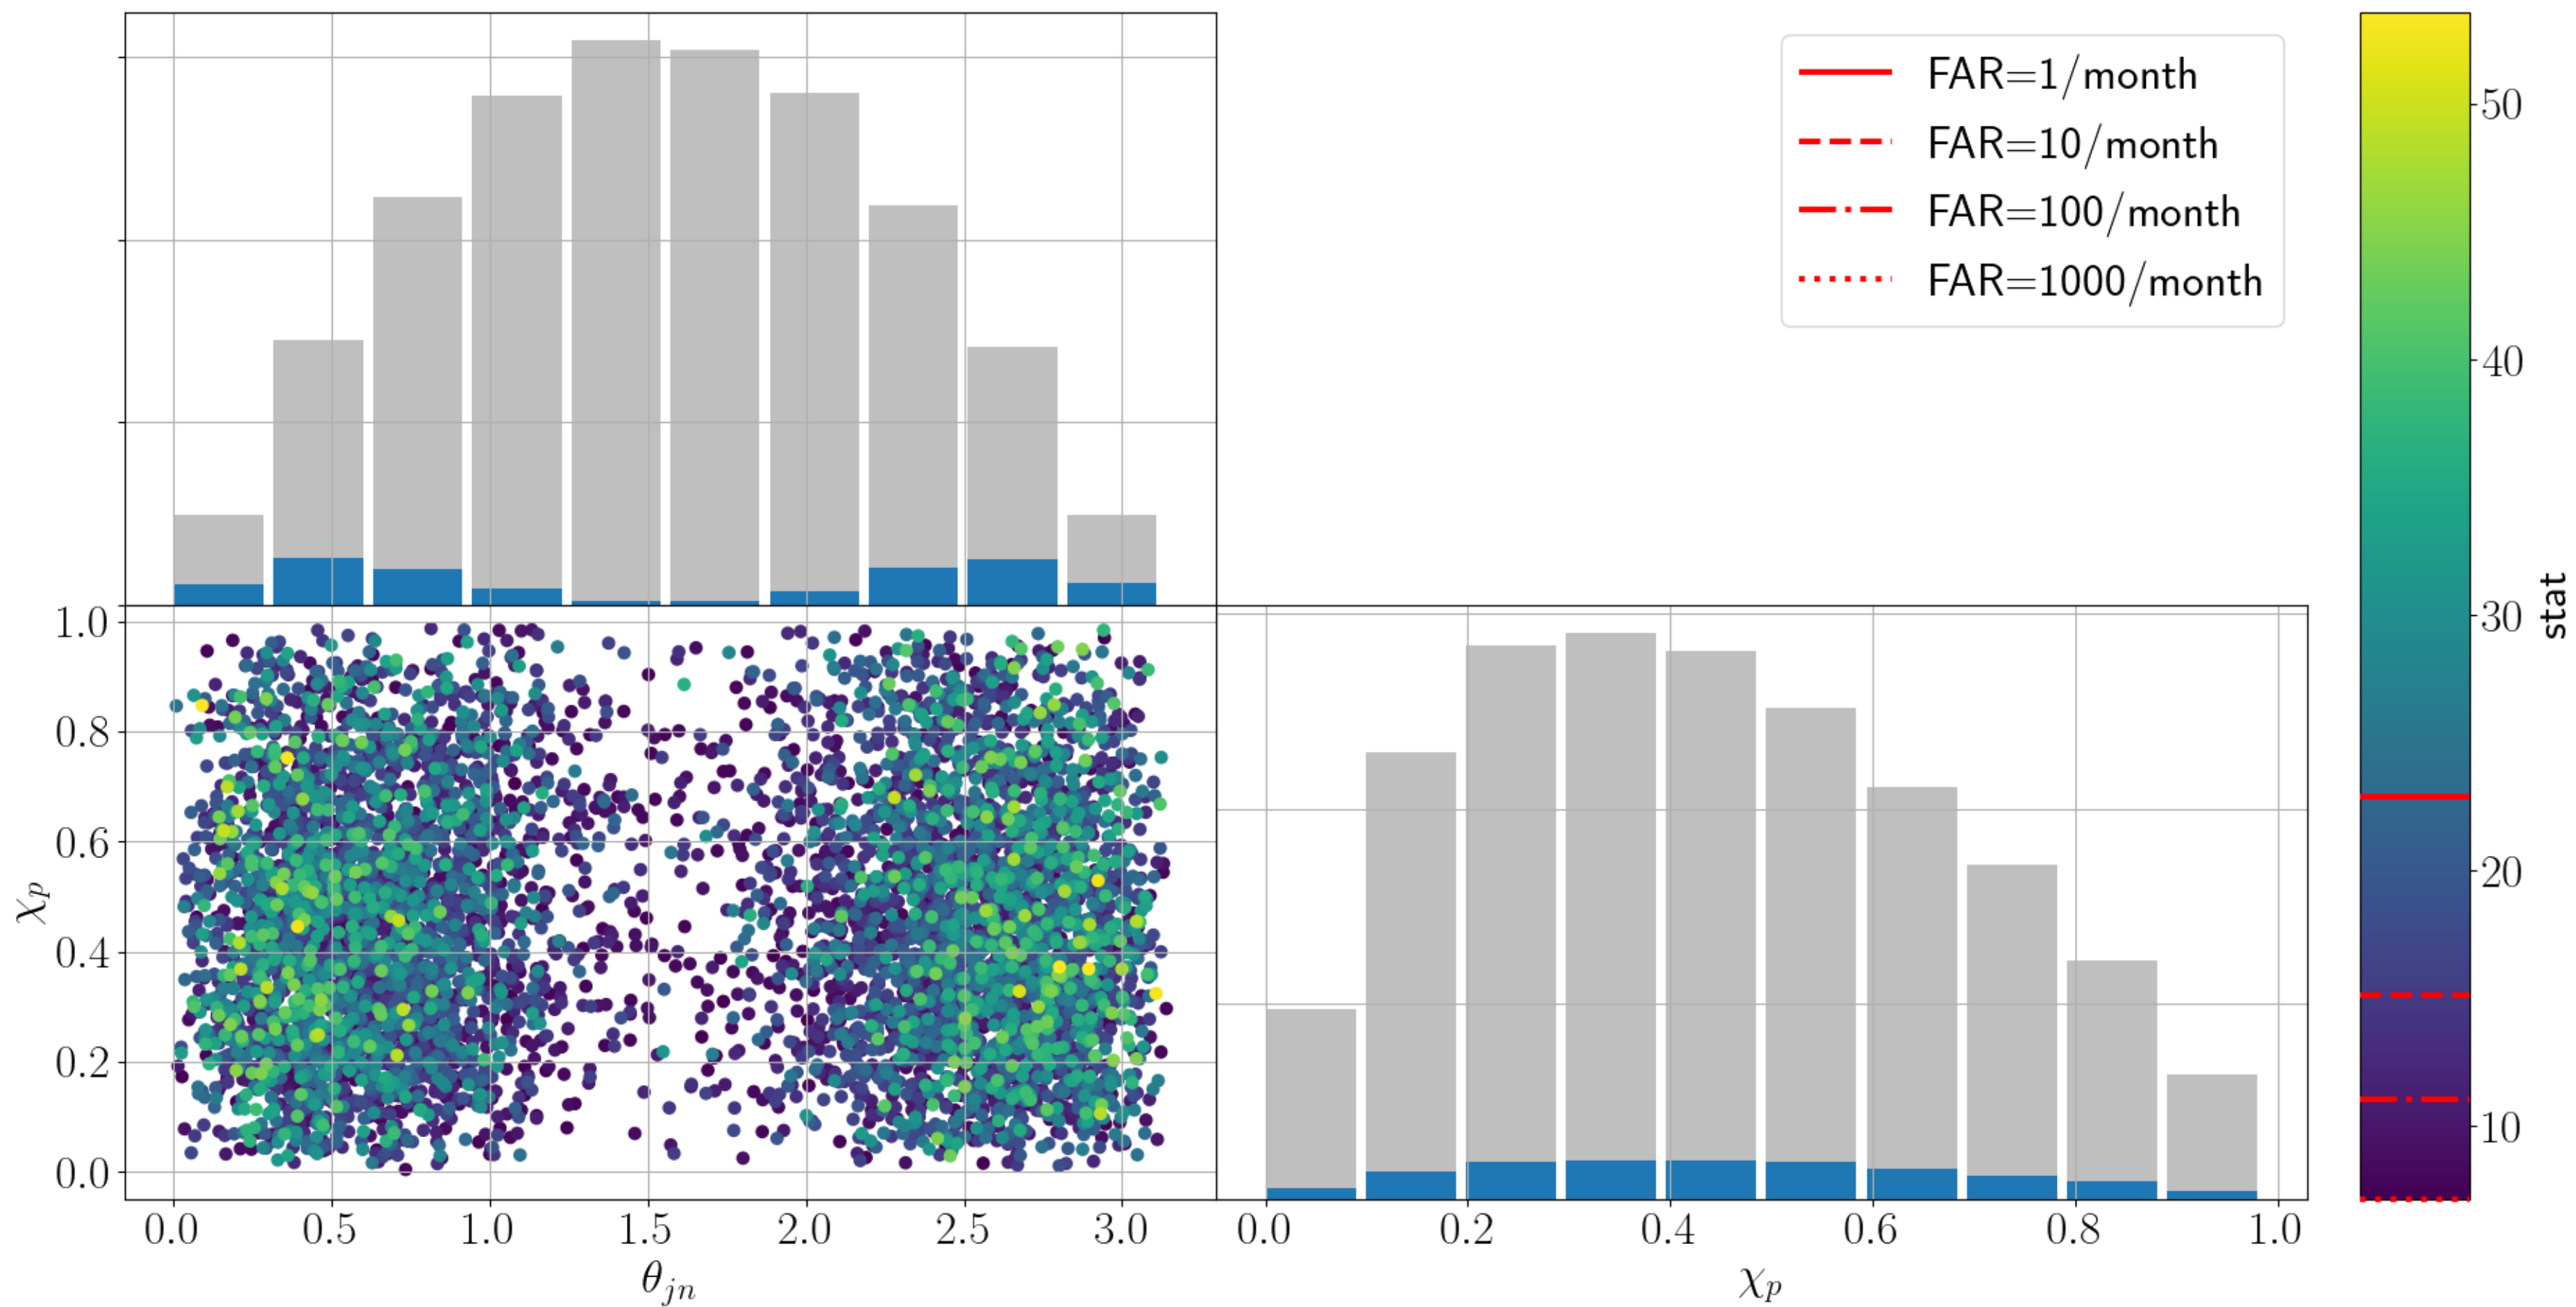 FAR=1/month
FAR=10/month
FAR=100/month
FAR=1000/month
50
40
30
20
10
stat
1.0
0.8
0.6
0.4
0.2
0.0
χp
0.0 0.5 1.0 1.5 2.0 2.5 3.0
θjn
0.0 0.2 0.4 0.6 0.8 1.0
χp